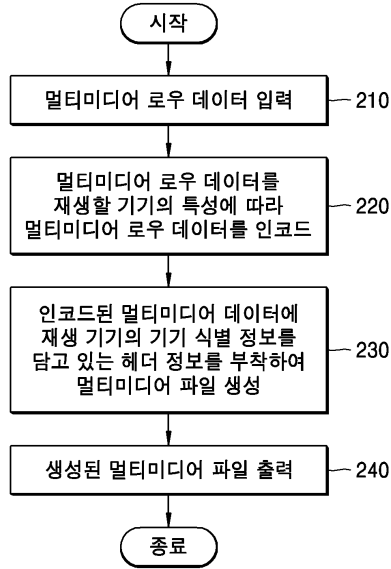 시작
멀티미디어 로우 데이터 입력
210
멀티미디어 로우 데이터를
재생할 기기의 특성에 따라
멀티미디어 로우 데이터를 인코드
220
인코드된 멀티미디어 데이터에
재생 기기의 기기 식별 정보를
담고 있는 헤더 정보를 부착하여
멀티미디어 파일 생성
230
생성된 멀티미디어 파일 출력
240
종료